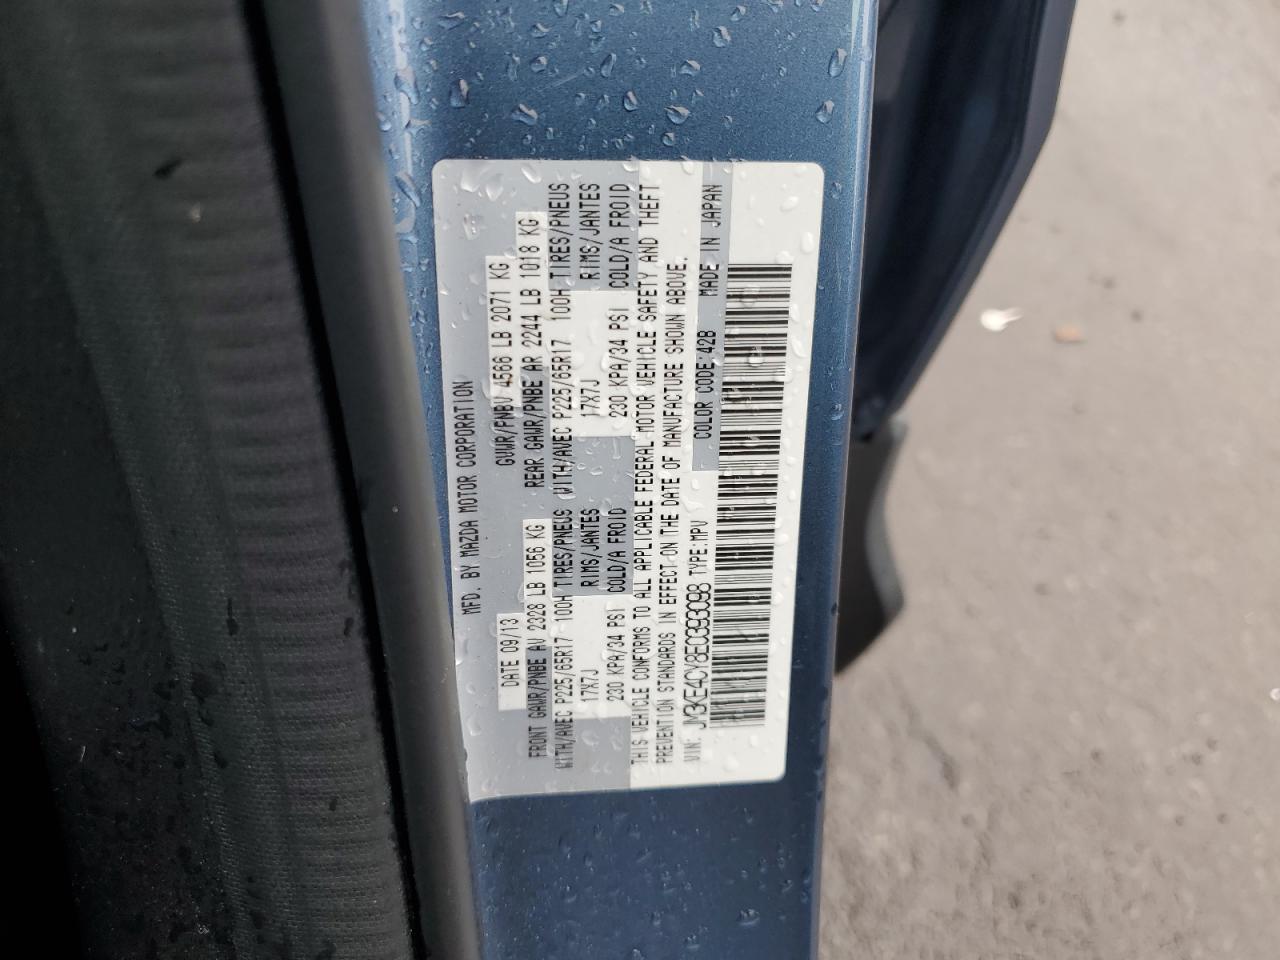 MFD. BY MAZDA MOTOR CORPORATION
DATE 09/13 GVWR/PNBV 4566 LB 2071 KG
FRONT GAWR/PNBE AV 2328 LB 1056 KG REAR GAWR/PNBE AR 2244 LB 1018 KG
WITH/AVEC P225/65R17 100H TIRES/PNEUS WITH/AVEC P225/65R17 100H TIRES/PNEUS
17X7J RIMS/JANTES 17X7J RIMS/JANTES
230 KPA/34 PSI COLD/A FROID 230 KPA/34 PSI COLD/A FROID
THIS VEHICLE CONFORMS TO ALL APPLICABLE FEDERAL MOTOR VEHICLE SAFETY AND THEFT
PREVENTION STANDARDS IN EFFECT ON THE DATE OF MANUFACTURE SHOWN ABOVE.
VIN: JM3KE4CY8E0393098 TYPE:MPV COLOR CODE:42B MADE IN JAPAN